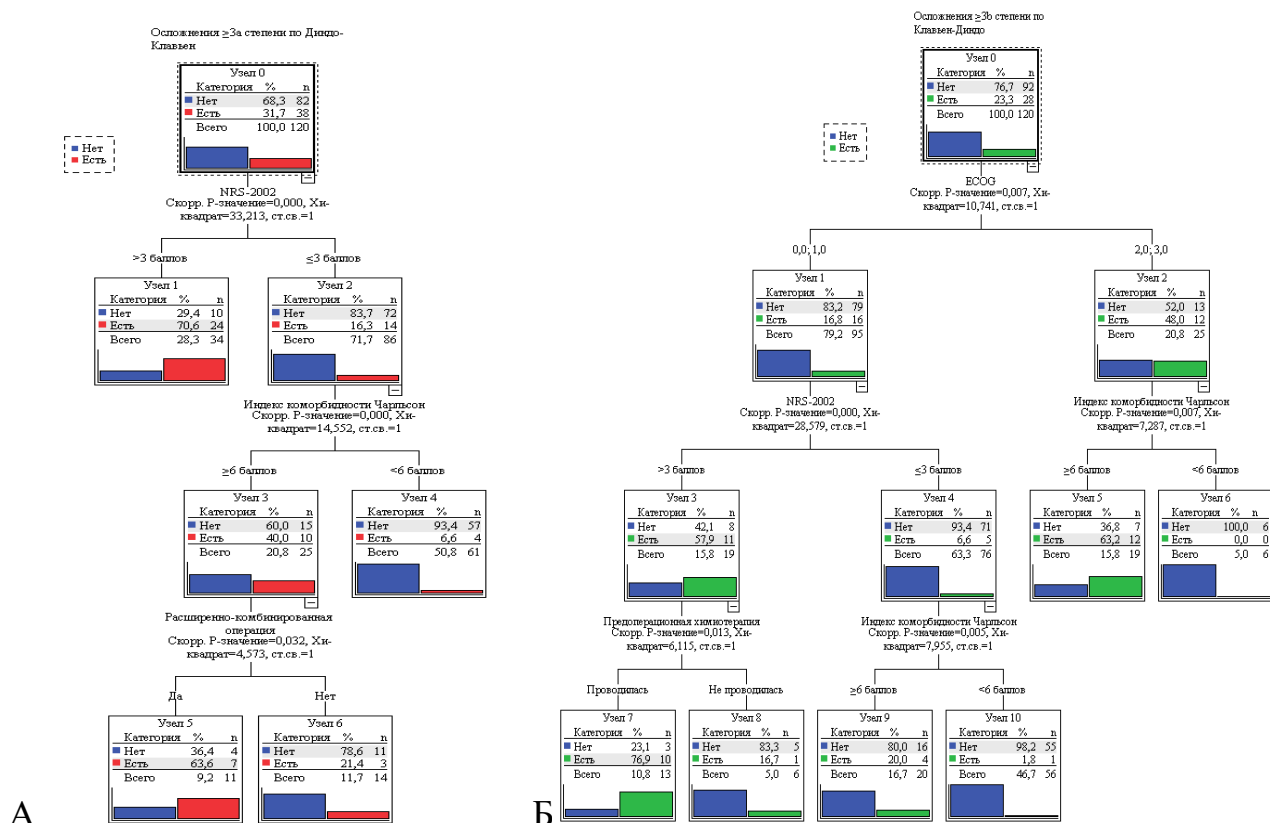 Осложнения ≥3а степени по Диндо-
Клавьен
Узел 0
Категория % n
Нет 68,3 82
Есть 31,7 38
Всего 100,0 120
Нет
Есть
NRS-2002
Скорр. Р-значение=0,000, Хи-
квадрат=33,213, ст.св.=1
>3 баллов
≤3 баллов
Узел 1
Категория % n
Нет 29,4 10
Есть 70,6 24
Всего 28,3 34
Узел 2
Категория % n
Нет 83,7 72
Есть 16,3 14
Всего 71,7 86
Индекс коморбидности Чарльсон
Скорр. Р-значение=0,000, Хи-
квадрат=14,552, ст.св.=1
≥6 баллов
<6 баллов
Узел 3
Категория % n
Нет 60,0 15
Есть 40,0 10
Всего 20,8 25
Узел 4
Категория % n
Нет 93,4 57
Есть 6,6 4
Всего 50,8 61
Расширенно-комбинированная
операция
Скорр. Р-значение=0,032, Хи-
квадрат=4,573, ст.св.=1
Да
Нет
Узел 5
Категория % n
Нет 36,4 4
Есть 63,6 7
Всего 9,2 11
Узел 6
Категория % n
Нет 78,6 11
Есть 21,4 3
Всего 11,7 14
А
Осложнения ≥3b степени по
Клавьен-Диндо
Узел 0
Категория % n
Нет 76,7 92
Есть 23,3 28
Всего 100,0 120
Нет
Есть
ECOG
Скорр. Р-значение=0,007, Хи-
квадрат=10,741, ст.св.=1
0,0; 1,0
2,0; 3,0
Узел 1
Категория % n
Нет 83,2 79
Есть 16,8 16
Всего 79,2 95
Узел 2
Категория % n
Нет 52,0 13
Есть 48,0 12
Всего 20,8 25
NRS-2002
Скорр. Р-значение=0,000, Хи-
квадрат=28,579, ст.св.=1
Индекс коморбидности Чарльсон
Скорр. Р-значение=0,007, Хи-
квадрат=7,287, ст.св.=1
>3 баллов
≤3 баллов
≥6 баллов
<6 баллов
Узел 3
Категория % n
Нет 42,1 8
Есть 57,9 11
Всего 15,8 19
Узел 4
Категория % n
Нет 93,4 71
Есть 6,6 5
Всего 63,3 76
Узел 5
Категория % n
Нет 36,8 7
Есть 63,2 12
Всего 15,8 19
Узел 6
Категория % n
Нет 100,0 6
Есть 0,0 0
Всего 5,0 6
Предоперационная химиотерапия
Скорр. Р-значение=0,013, Хи-
квадрат=6,115, ст.св.=1
Индекс коморбидности Чарльсон
Скорр. Р-значение=0,005, Хи-
квадрат=7,955, ст.св.=1
Проводилась
Не проводилась
≥6 баллов
<6 баллов
Узел 7
Категория % n
Нет 23,1 3
Есть 76,9 10
Всего 10,8 13
Узел 8
Категория % n
Нет 83,3 5
Есть 16,7 1
Всего 5,0 6
Узел 9
Категория % n
Нет 80,0 16
Есть 20,0 4
Всего 16,7 20
Узел 10
Категория % n
Нет 98,2 55
Есть 1,8 1
Всего 46,7 56
Б